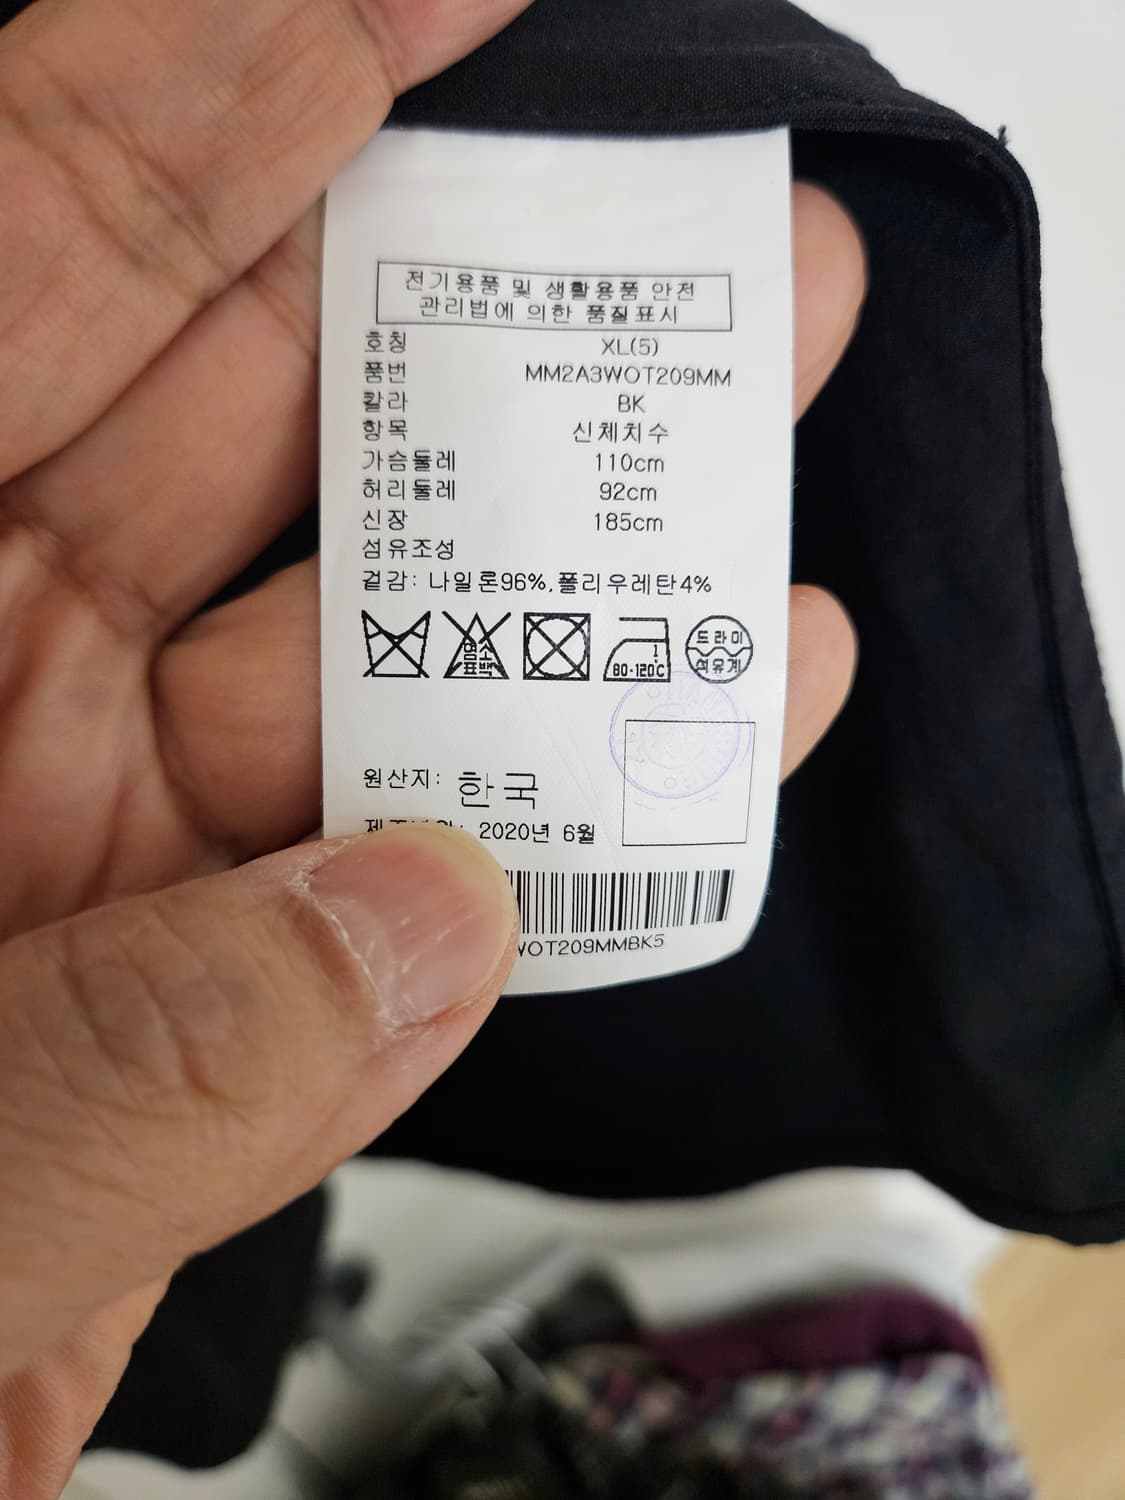 전기용품 및 생활용품 안전
관리법에 의한 품질표시
호칭 XL(5)
품번 MM2A3WOT209MM
칼라 BK
항목 신체치수
가슴둘레 110cm
허리둘레 92cm
신장 185cm
섬유조성
겉감: 나일론96%,폴리우레탄4%
염소
표백
1
80-120℃
드라이
석유계
원산지: 한국
2020년 6월
WOT209MMBK5